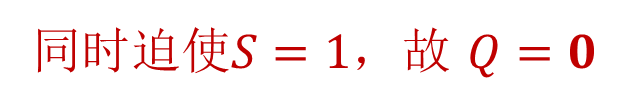 同时迫使S = 1，故 Q = 0